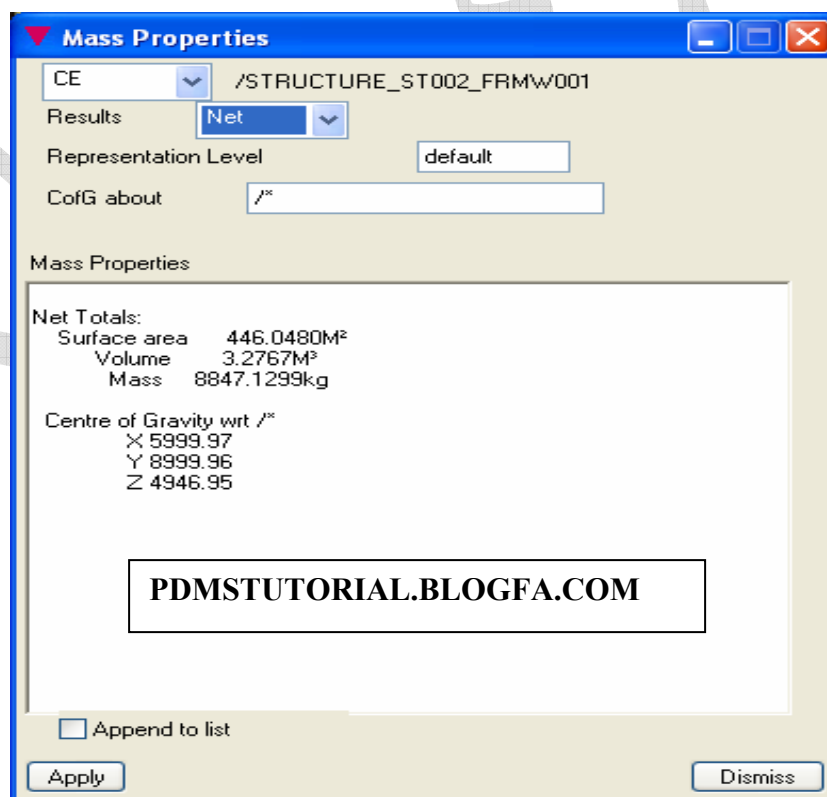 Mass Properties
CE /STRUCTURE_ST002_FRMW001
Results Net
Representation Level default
CofG about /*
Mass Properties
Net Totals:
Surface area 446.0480M²
Volume 3.2767M³
Mass 8847.1299kg
Centre of Gravity wrt /*
X 5999.97
Y 8999.96
Z 4946.95
PDMSTUTORIAL.BLOGFA.COM
Append to list
Apply Dismiss